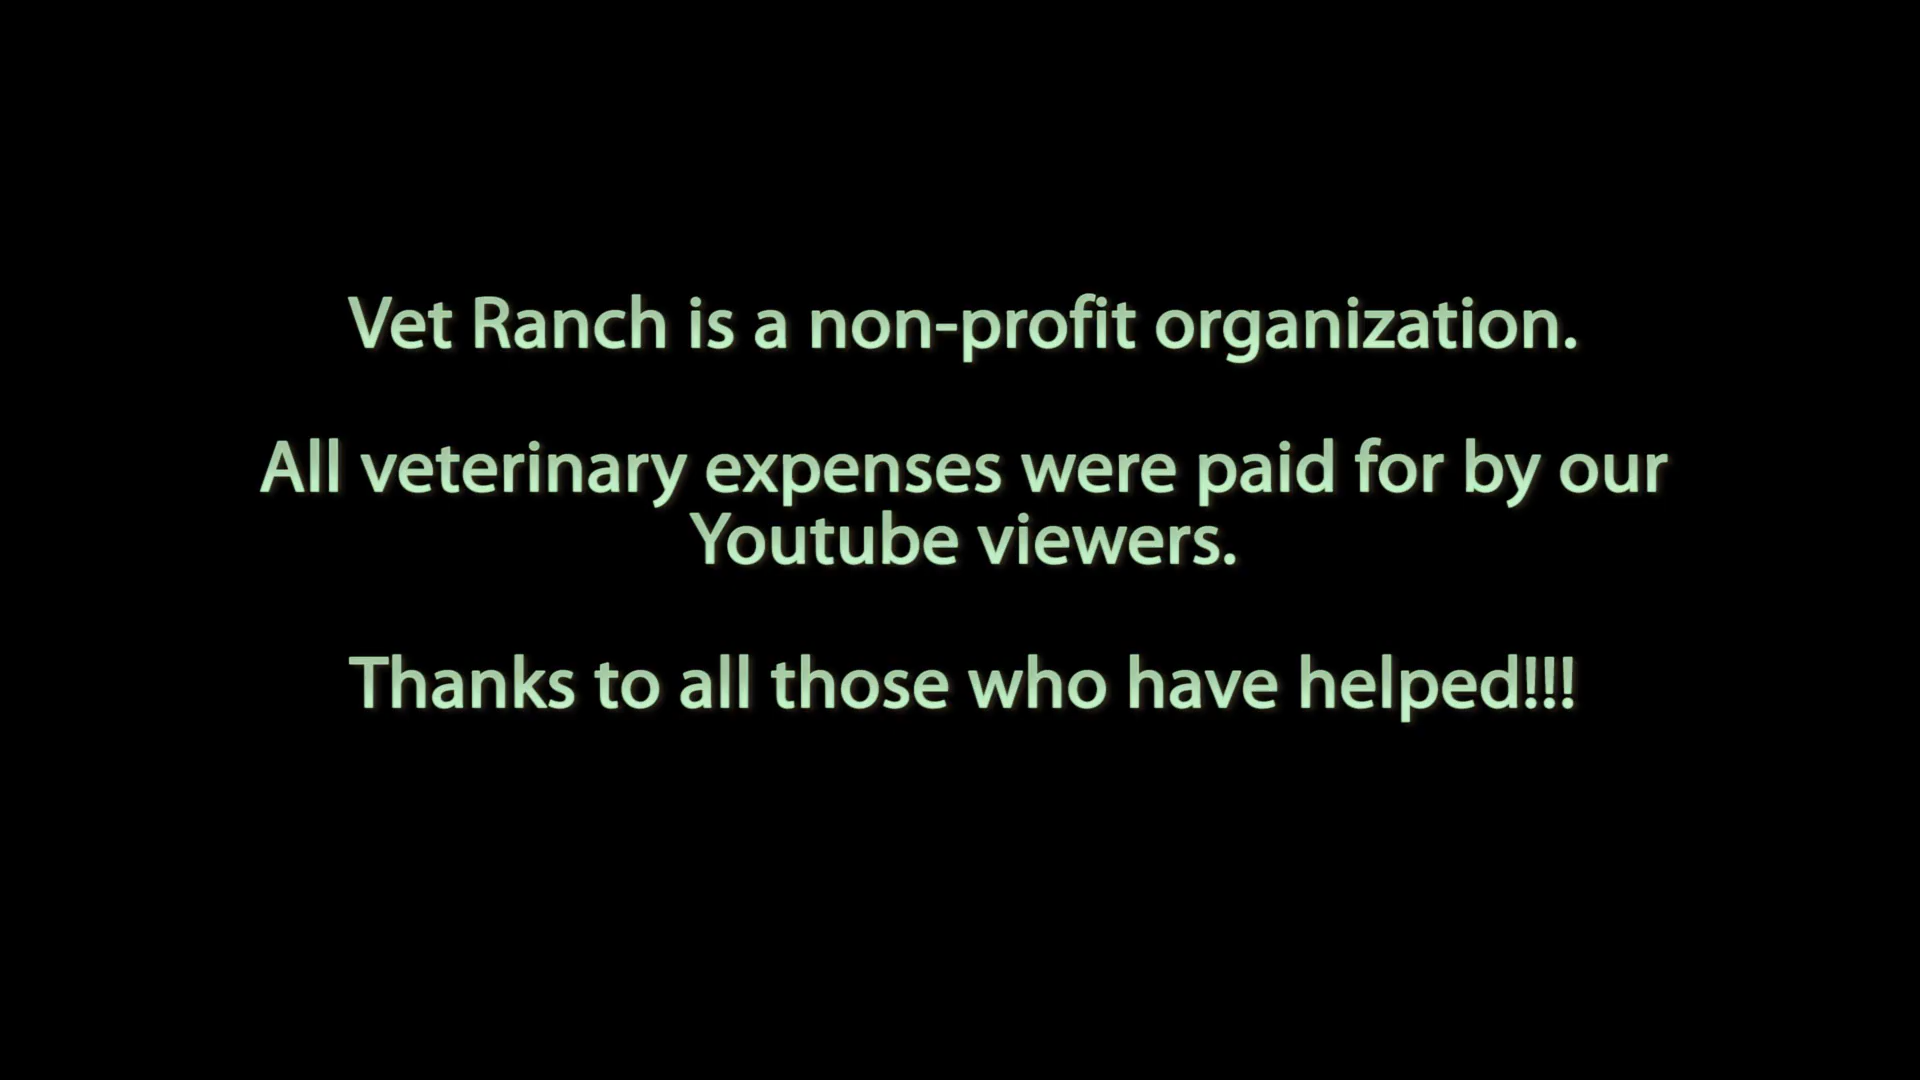 Vet Ranch is a non-profit organization.
All veterinary expenses were paid for by our
Youtube viewers.
Thanks to all those who have helped!!!